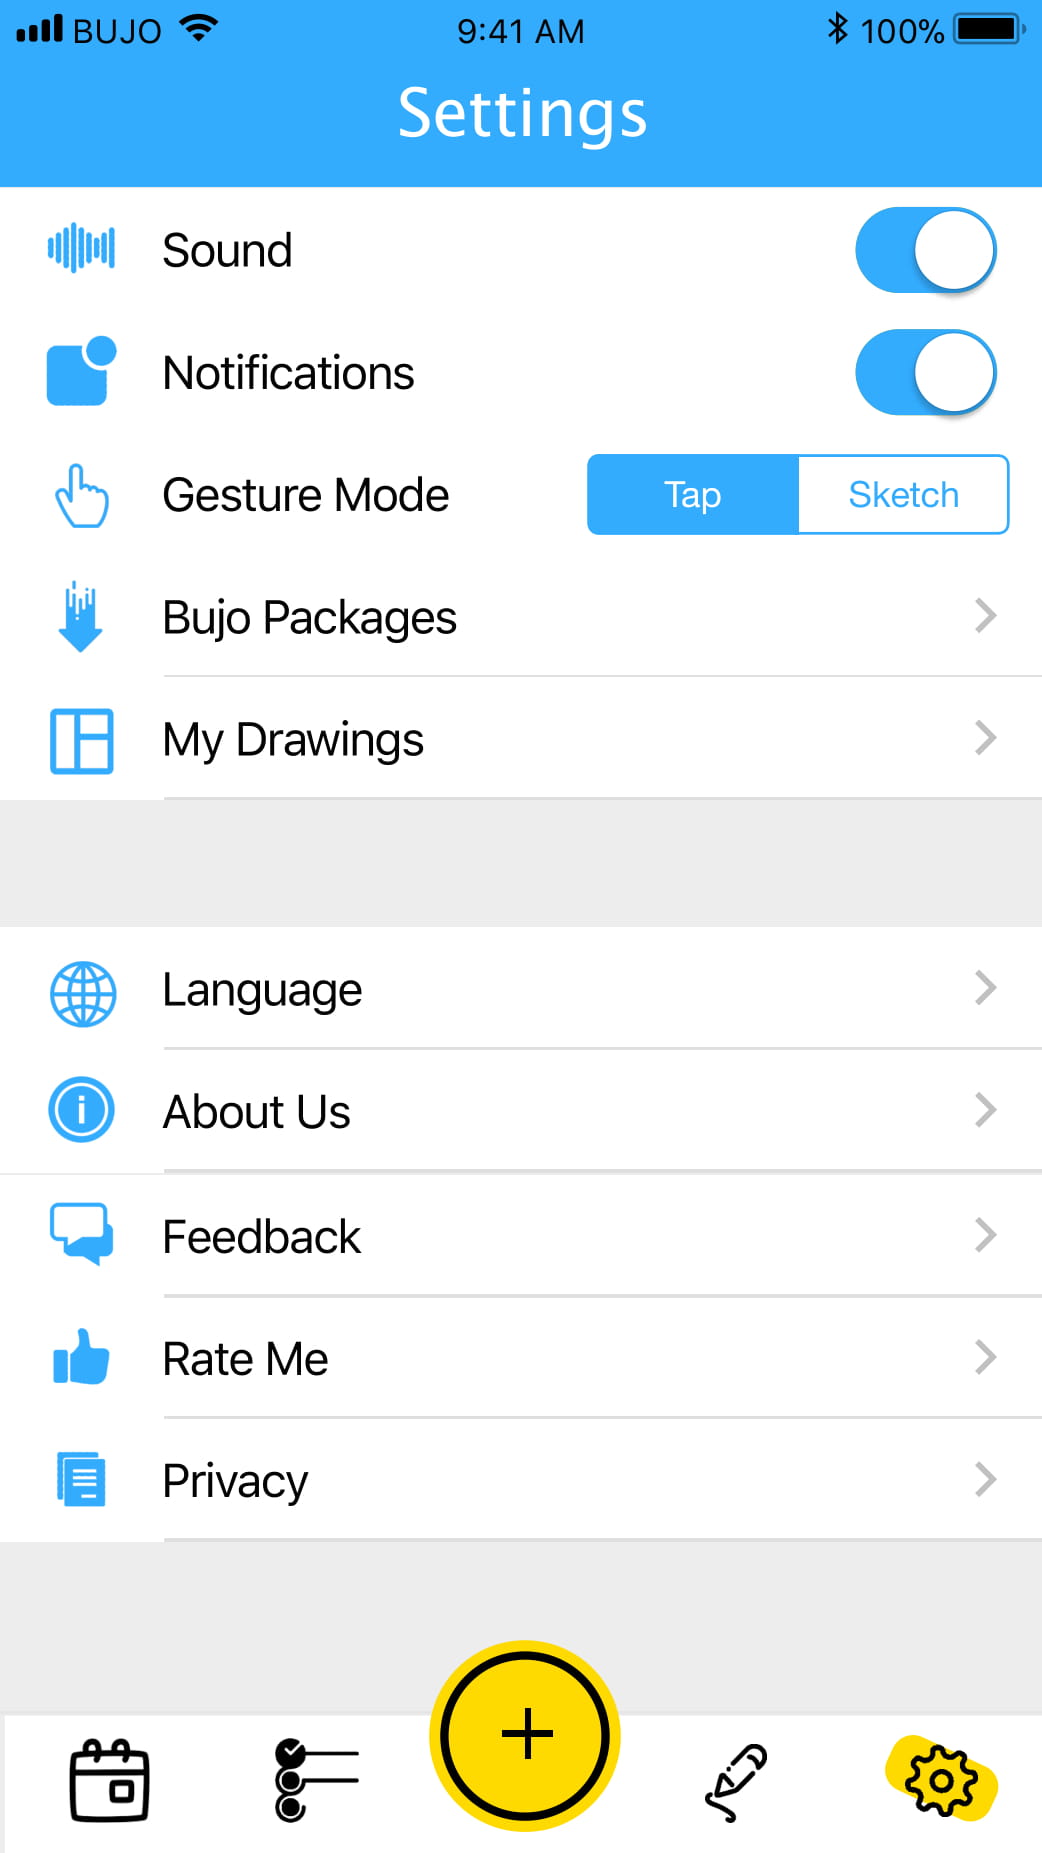 BUJO 9:41 AM 100%
Settings
Sound
Notifications
Gesture Mode Tap Sketch
Bujo Packages
My Drawings
Language
About Us
Feedback
Rate Me
Privacy